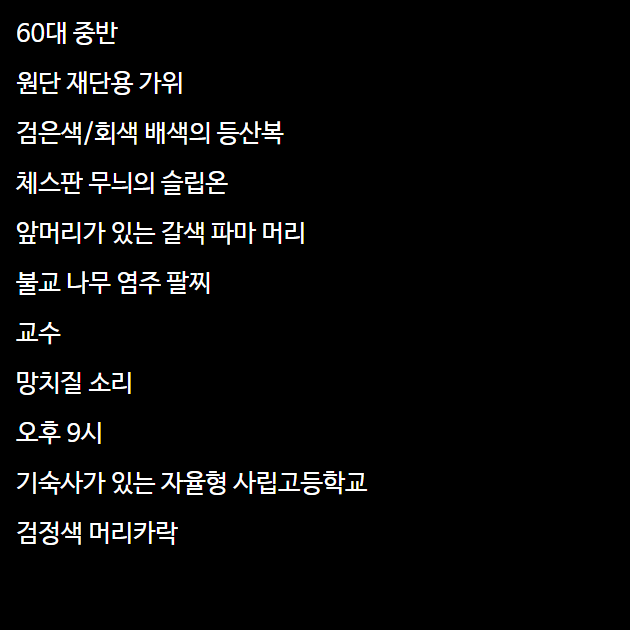 60대 중반
원단 재단용 가위
검은색/회색 배색의 등산복
체스판 무늬의 슬립온
앞머리가 있는 갈색 파마 머리
불교 나무 염주 팔찌
교수
망치질 소리
오후 9시
기숙사가 있는 자율형 사립고등학교
검정색 머리카락